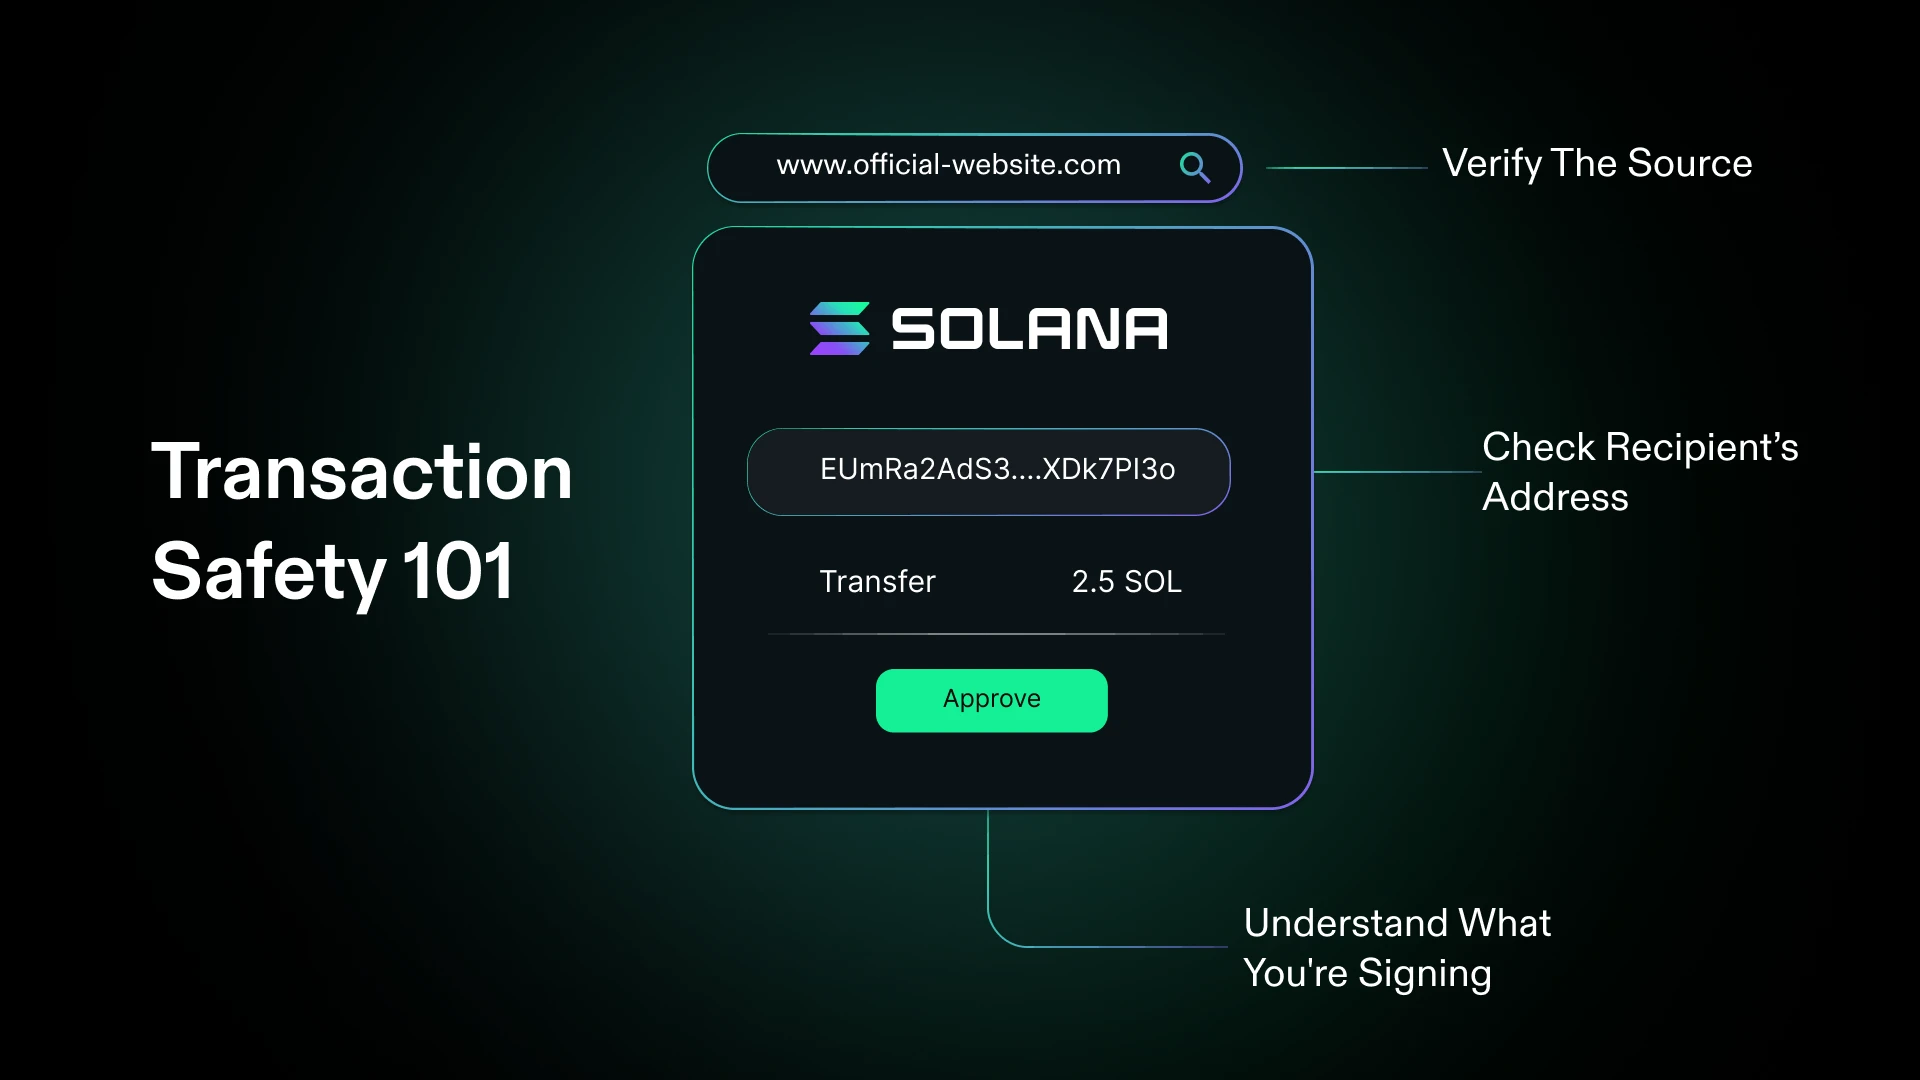 www.official-website.com
Verify The Source
SOLANA
Transaction
Safety 101
EUmRa2AdS3....XDk7PI3o
Check Recipient’s
Address
Transfer 2.5 SOL
Approve
Understand What
You're Signing